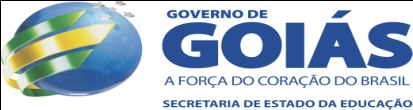 GOVERNO DE
GOIÁS
A FORÇA DO CORAÇÃO DO BRASIL
SECRETARIA DE ESTADO DA EDUCAÇÃO